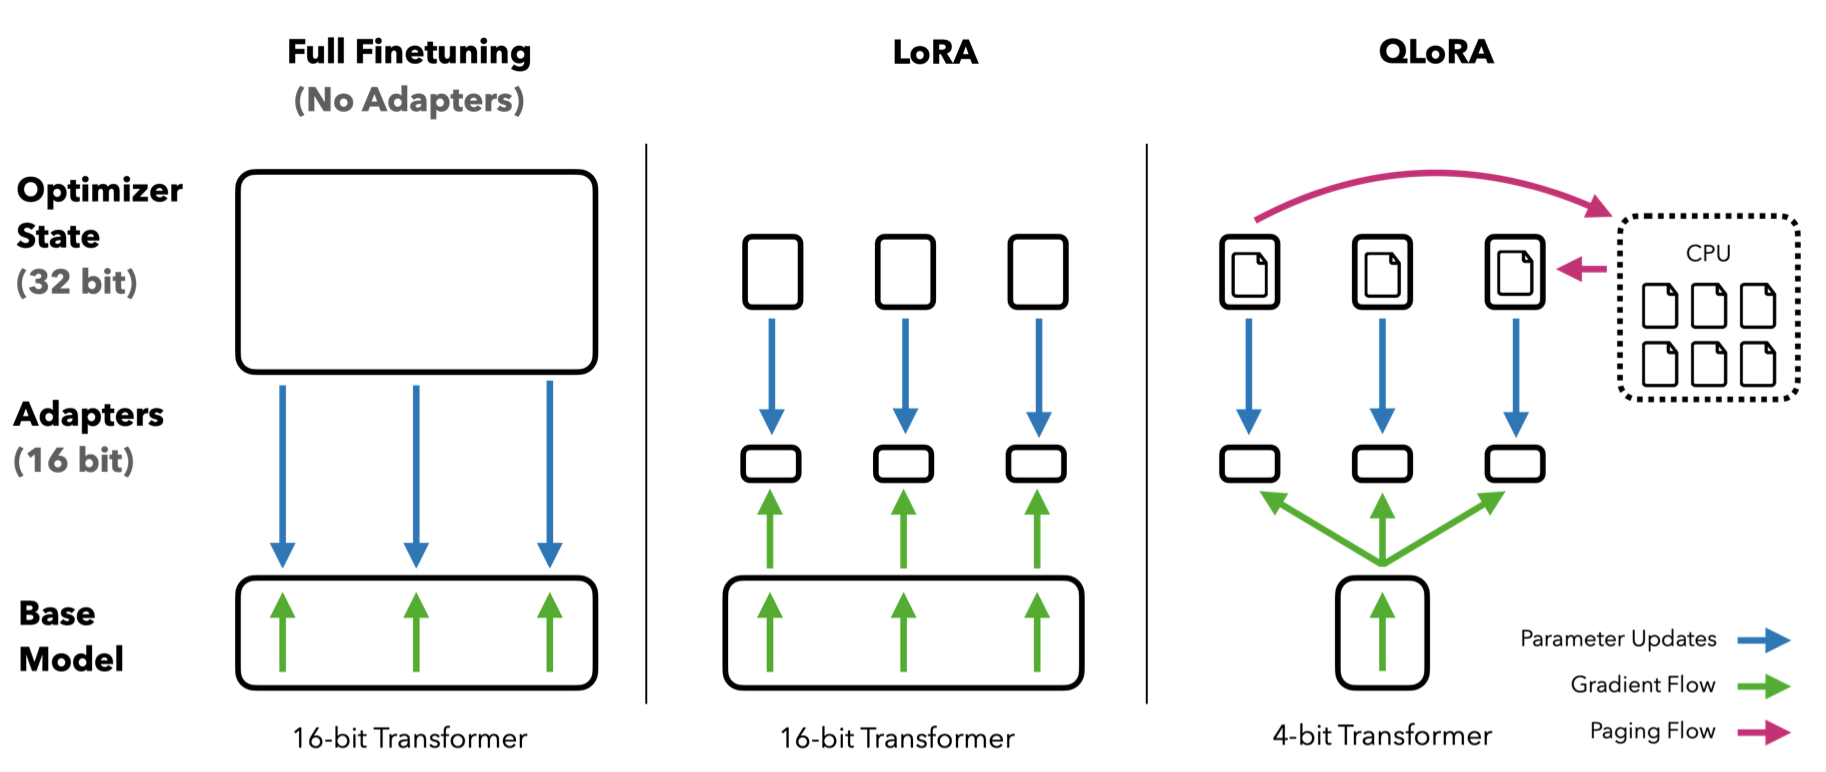 Full Finetuning
(No Adapters)
LoRA
QLoRA
Optimizer
State
(32 bit)
CPU
Adapters
(16 bit)
Base
Model
Parameter Updates
Gradient Flow
Paging Flow
16-bit Transformer
16-bit Transformer
4-bit Transformer